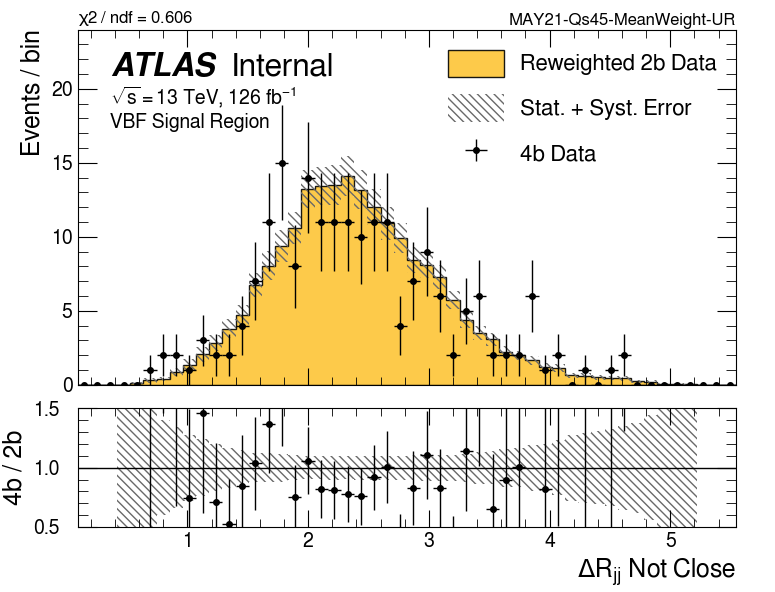 χ2 / ndf = 0.606 MAY21-Qs45-MeanWeight-UR
Events / bin
ATLAS Internal
√s = 13 TeV, 126 fb⁻¹
VBF Signal Region
Reweighted 2b Data
Stat. + Syst. Error
4b Data
20
15
10
5
0
4b / 2b
1.5
1.0
0.5
1 2 3 4 5
ΔRjj Not Close